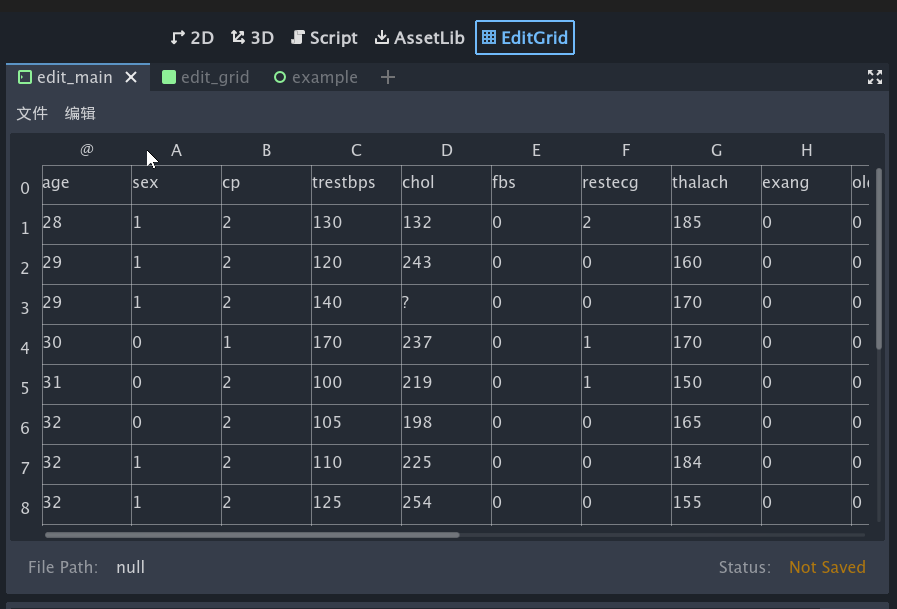 2D 3D Script AssetLib EditGrid
edit_main edit_grid example
文件 编辑
@ A B C D E F G H
0 age sex cp trestbps chol fbs restecg thalach exang
1 28 1 2 130 132 0 2 185 0 0
2 29 1 2 120 243 0 0 160 0 0
3 29 1 2 140 ? 0 0 170 0 0
4 30 0 1 170 237 0 1 170 0 0
5 31 0 2 100 219 0 1 150 0 0
6 32 0 2 105 198 0 0 165 0 0
7 32 1 2 110 225 0 0 184 0 0
8 32 1 2 125 254 0 0 155 0 0
File Path: null Status: Not Saved